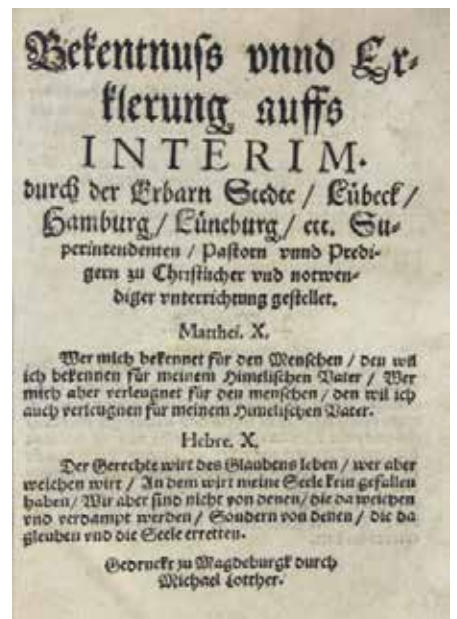 Bekentnuſs vnnd Er⸗
klerung auffs
INTERIM.
durch der Erbarn Stedte / Lübeck /
Hamburg / Lüneburg / etc. Su⸗
perintendenten / Paſtorn vnnd Predi⸗
gern zu Chriſtlicher vnd notwen⸗
diger vnterrichtung geſtellet.
Matthei. X.
Wer mich bekennet für den Menſchen / den wil
ich bekennen für meinem Himeliſchen Vater / Wer
mich aber verleugnet für den menſchen / den wil ich
auch verleugnen für meinem Himeliſchen Vater.
Hebre. X.
Der Gerechte wirt des Glaubens leben / wer aber
weichen wirt / An dem wirt meine Seele kein gefallen
haben / Wir aber ſind nicht von denen / die da weichen
vnd verdampt werden / Sondern von denen / die da
gleuben vnd die Seele erretten.
Gedruckt zu Magdeburgk durch
Michael Lotther.